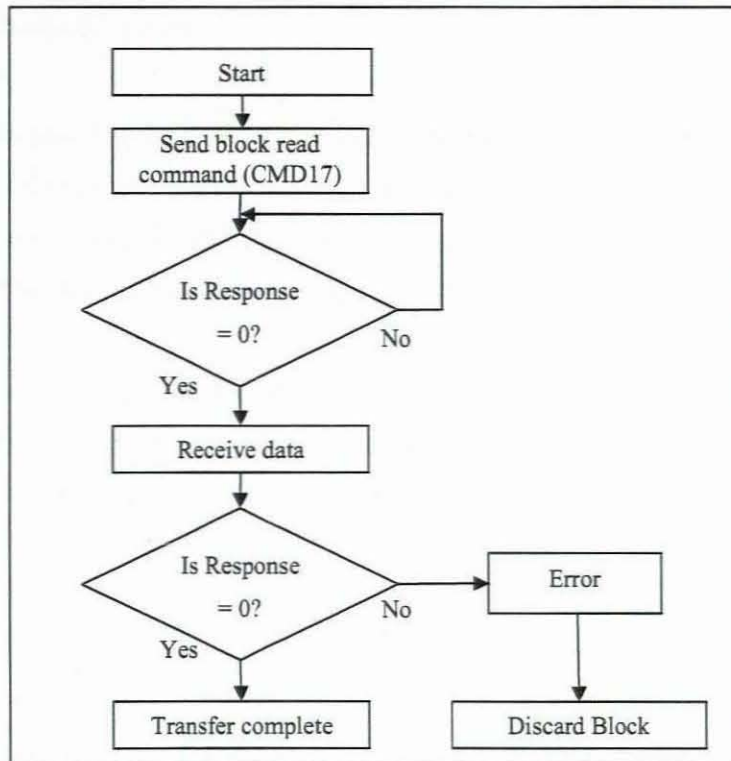 Start
Send block read
command (CMD17)
Is Response
= 0?
No
Yes
Receive data
Is Response
= 0?
No
Yes
Error
Transfer complete
Discard Block